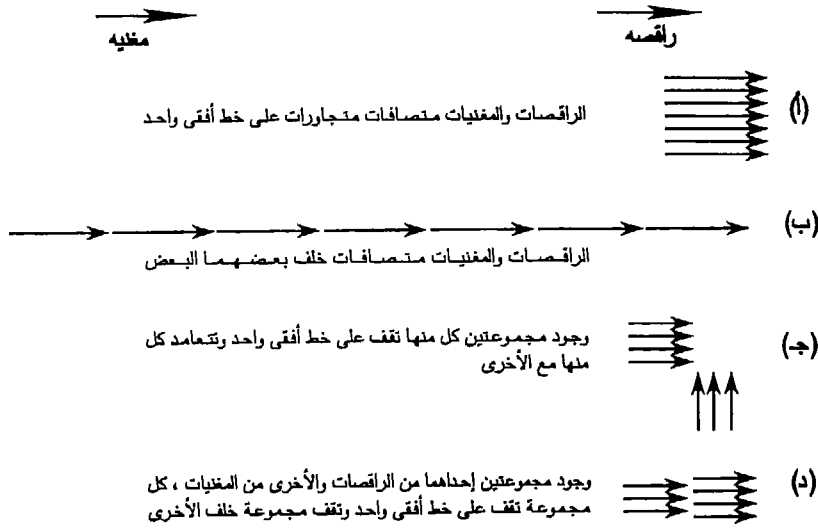 راقصه
مغنيه
(أ)
الراقصات والمغنيات متصافات متجاورات على خط أفقى واحد
(ب)
الراقصات والمغنيات متصافات خلف بعضهما البعض
(جـ)
وجود مجموعتين كل منها تقف على خط أفقى واحد وتتعامد كل
منها مع الأخرى
(د)
وجود مجموعتين إحداهما من الراقصات والأخرى من المغنيات ، كل
مجموعة تقف على خط أفقى واحد وتقف مجموعة خلف الأخرى